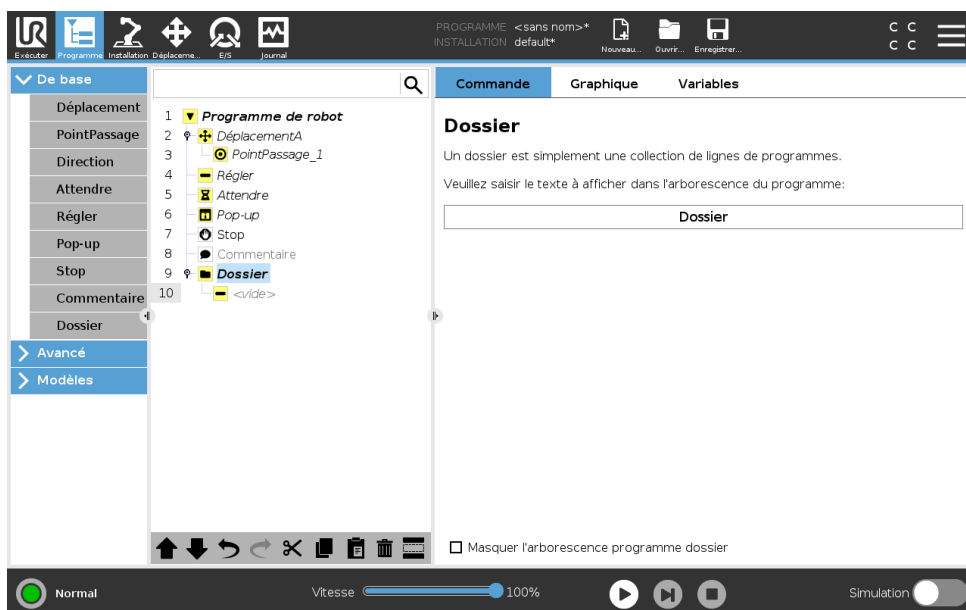 PROGRAMME <sans nom>*
INSTALLATION default*
UR
Exécuter Programme Installation Déplaceme... E/S Journal
Nouveau... Ouvrir... Enregistrer...
C C
C C
De base
Déplacement
PointPassage
Direction
Attendre
Régler
Pop-up
Stop
Commentaire
Dossier
Avancé
Modèles
1 Programme de robot
2 DéplacementA
3 PointPassage_1
4 Régler
5 Attendre
6 Pop-up
7 Stop
8 Commentaire
9 Dossier
10 <vide>
Commande Graphique Variables
Dossier
Un dossier est simplement une collection de lignes de programmes.
Veuillez saisir le texte à afficher dans l'arborescence du programme:
Dossier
Masquer l'arborescence programme dossier
Normal
Vitesse 100%
Simulation